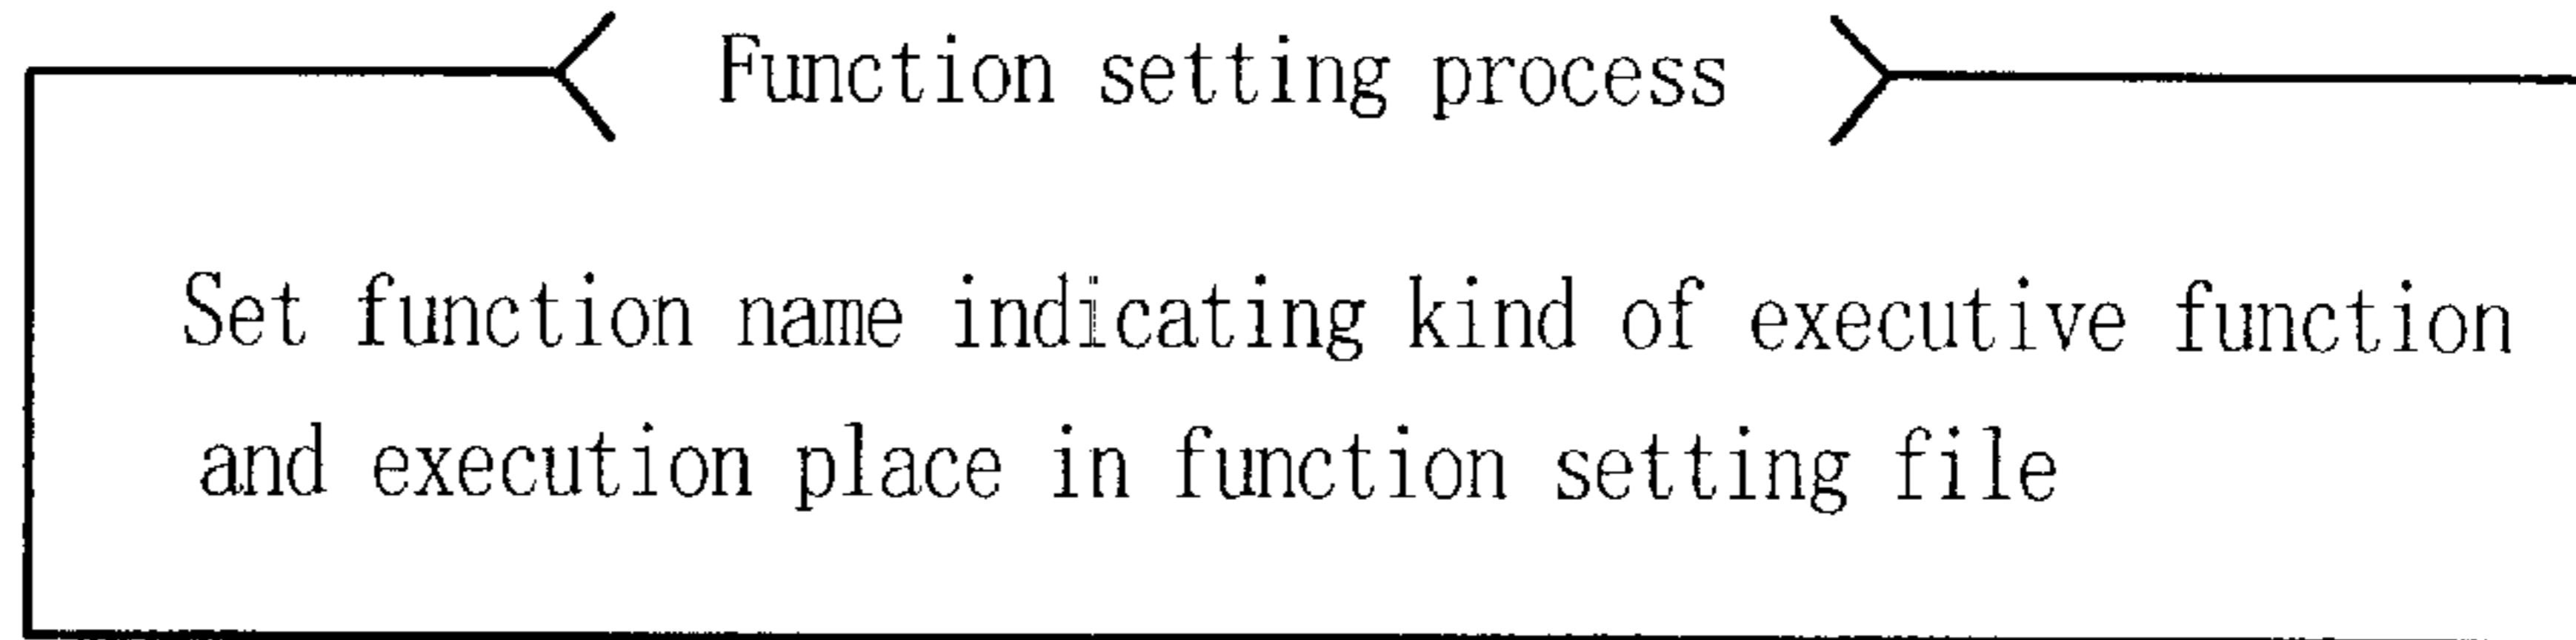 Function setting process
Set function name indicating kind of executive function
and execution place in function setting file